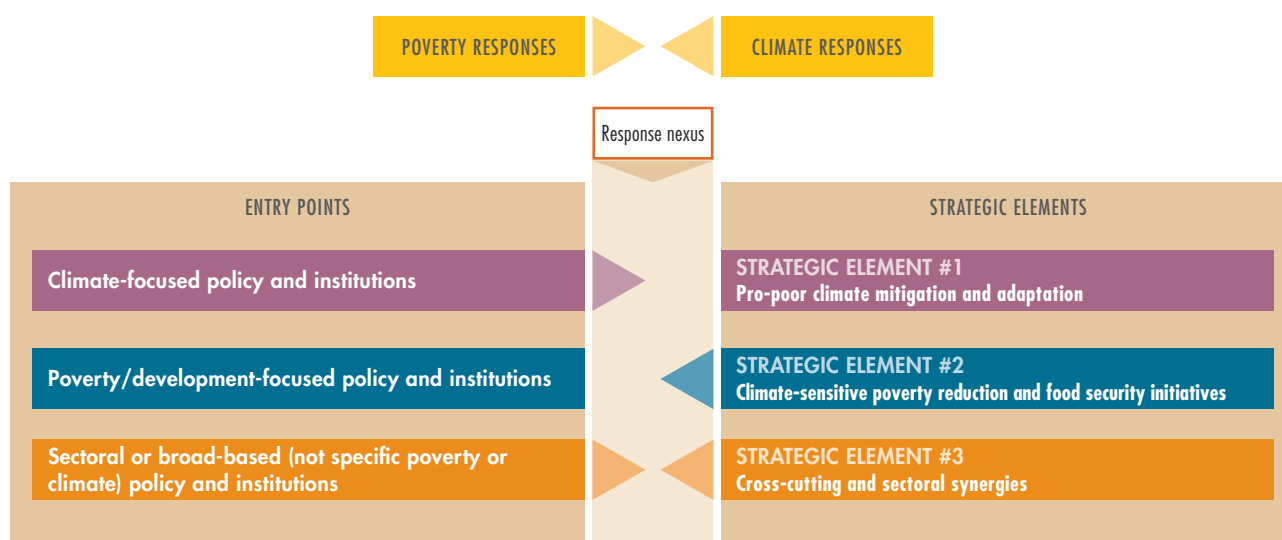 POVERTY RESPONSES
CLIMATE RESPONSES
Response nexus
ENTRY POINTS
STRATEGIC ELEMENTS
Climate-focused policy and institutions
STRATEGIC ELEMENT #1
Pro-poor climate mitigation and adaptation
Poverty/development-focused policy and institutions
STRATEGIC ELEMENT #2
Climate-sensitive poverty reduction and food security initiatives
Sectoral or broad-based (not specific poverty or
climate) policy and institutions
STRATEGIC ELEMENT #3
Cross-cutting and sectoral synergies